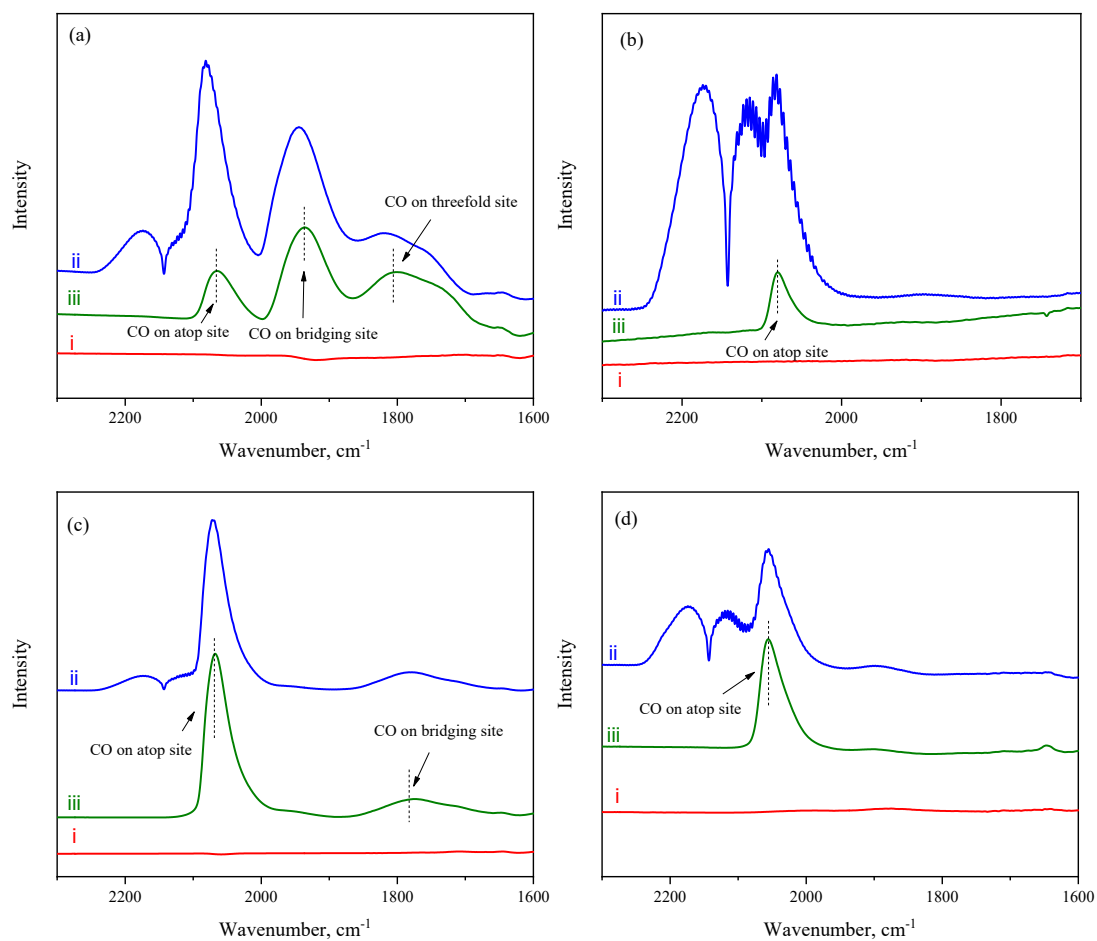 (a)
Intensity
CO on threefold site
ii
iii
CO on atop site
CO on bridging site
i
2200
2000
1800
1600
Wavenumber, cm-1
(b)
Intensity
ii
iii
CO on atop site
i
2200
2000
1800
Wavenumber, cm-1
(c)
Intensity
ii
CO on atop site
CO on bridging site
iii
i
2200
2000
1800
1600
Wavenumber, cm-1
(d)
Intensity
ii
CO on atop site
iii
i
2200
2000
1800
1600
Wavenumber, cm-1